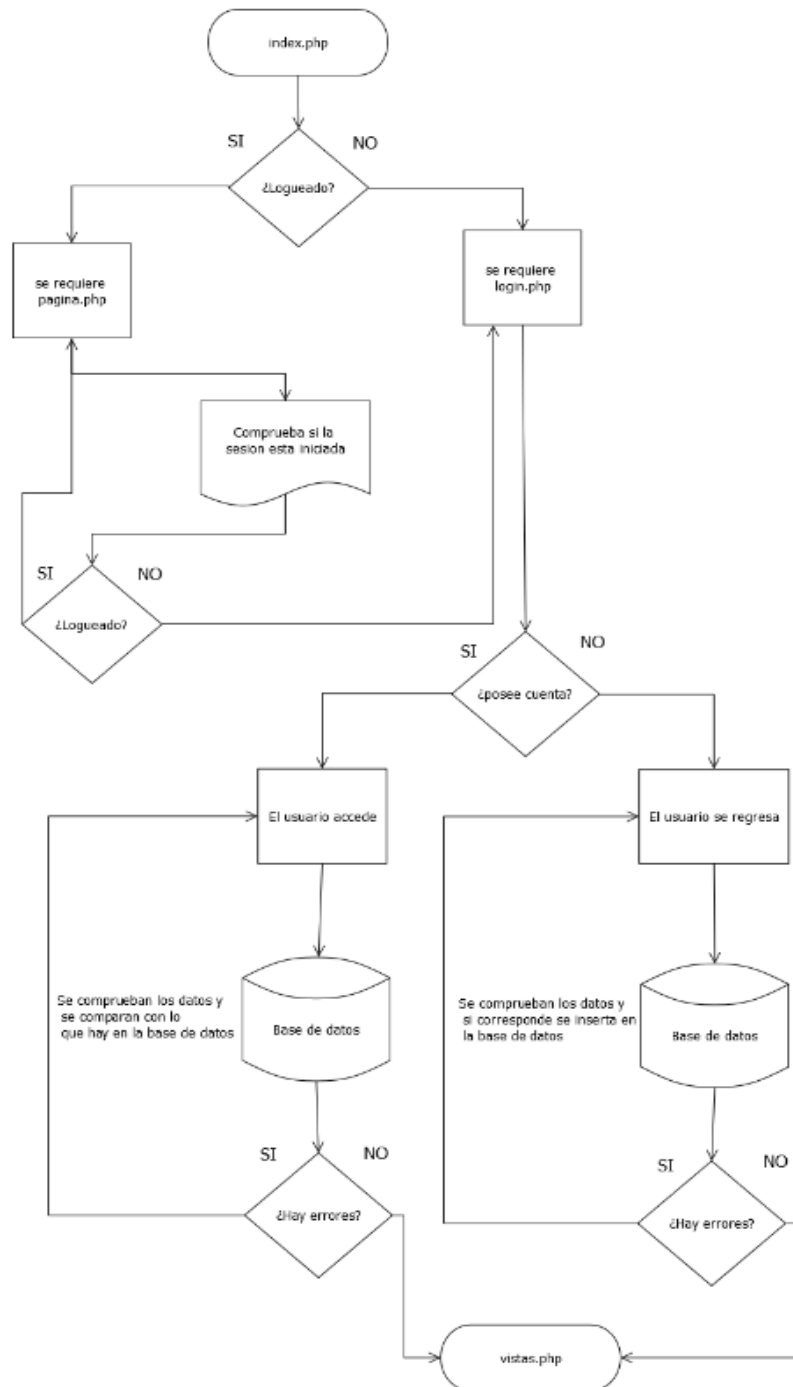 index.php
SI
NO
¿Logueado?
se requiere
pagina.php
se requiere
login.php
Comprueba si la
sesion esta iniciada
SI
NO
¿Logueado?
SI
NO
¿posee cuenta?
El usuario accede
El usuario se regresa
Se comprueban los datos y
se comparan con lo
que hay en la base de datos
Base de datos
Se comprueban los datos y
si corresponde se inserta en
la base de datos
Base de datos
SI
NO
¿Hay errores?
SI
NO
¿Hay errores?
vistas.php